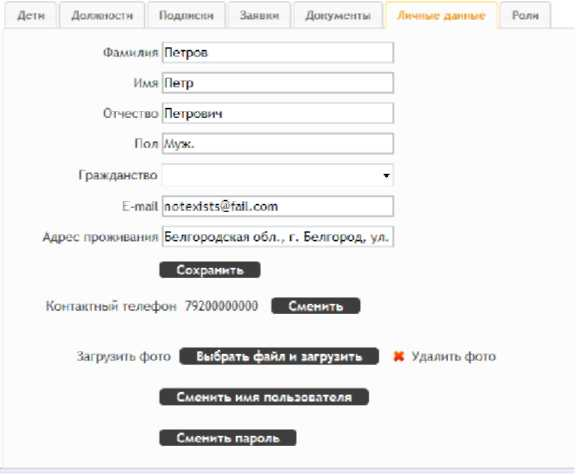 Дети Должности Подписки Заявки Документы Личные данные Роли
Фамилия Петров
Имя Петр
Отчество Петрович
Пол Муж.
Гражданство
E-mail notexists@fail.com
Адрес проживания Белгородская обл., г. Белгород, ул.
Сохранить
Контактный телефон 79200000000 Сменить
Загрузить фото Выбрать файл и загрузить Удалить фото
Сменить имя пользователя
Сменить пароль